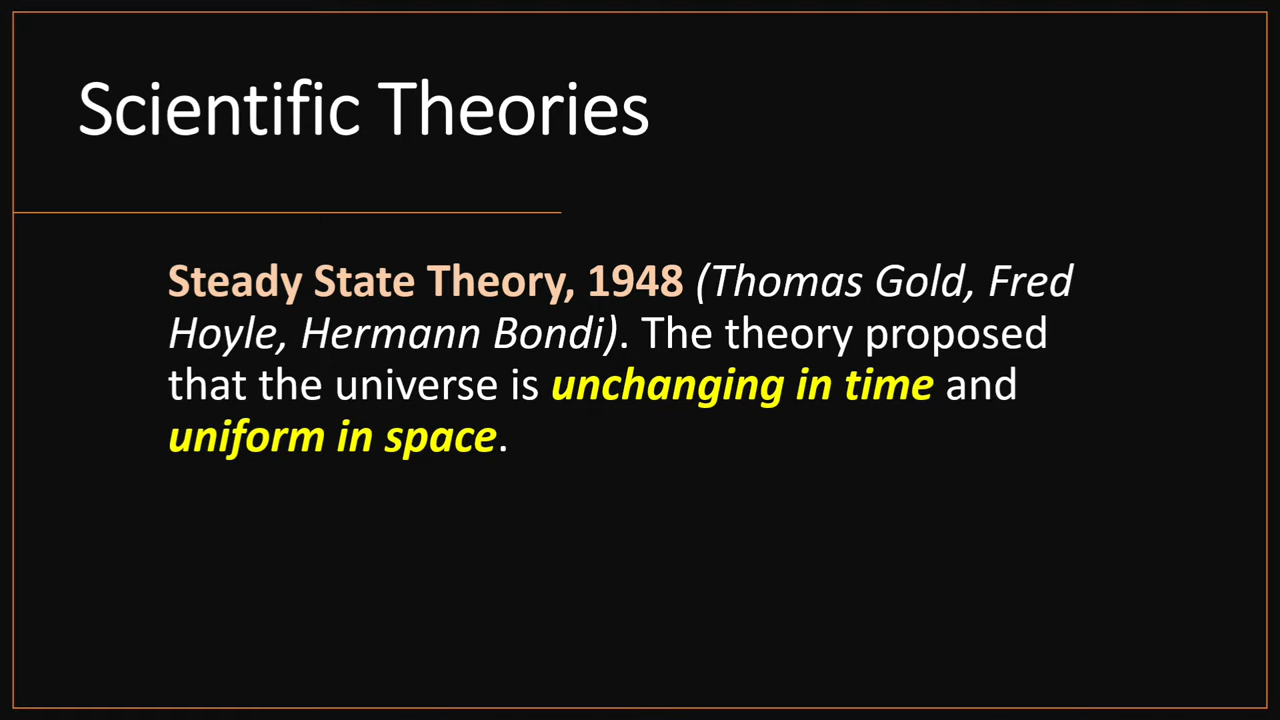 Scientific Theories
Steady State Theory, 1948 (Thomas Gold, Fred
Hoyle, Hermann Bondi). The theory proposed
that the universe is unchanging in time and
uniform in space.